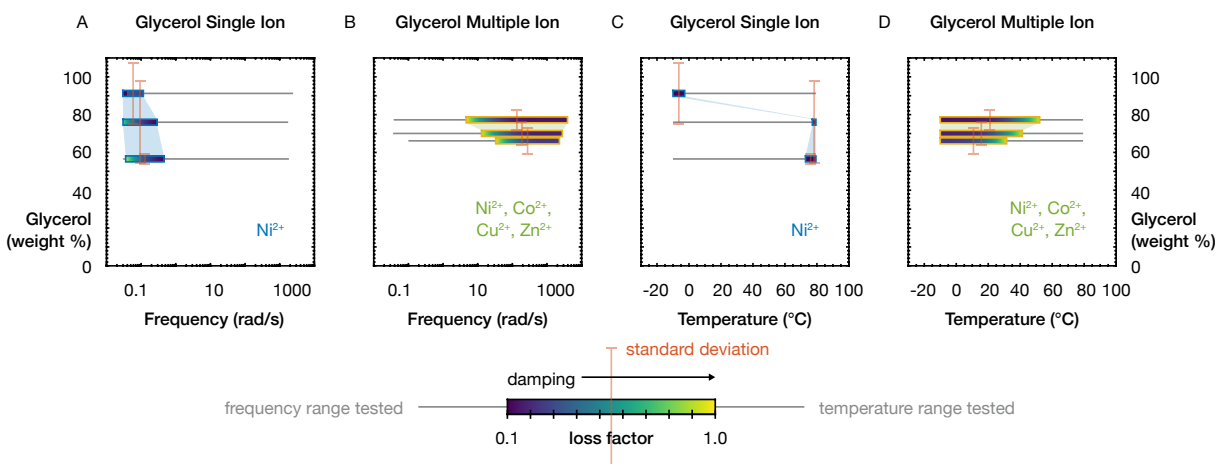 A Glycerol Single Ion
B Glycerol Multiple Ion
C Glycerol Single Ion
D Glycerol Multiple Ion
100
80
60
40
Glycerol
(weight %)
0
Ni²⁺
0.1 10 1000
Frequency (rad/s)
Ni²⁺, Co²⁺,
Cu²⁺, Zn²⁺
0.1 10 1000
Frequency (rad/s)
Ni²⁺
-20 0 20 40 60 80 100
Temperature (°C)
Ni²⁺, Co²⁺,
Cu²⁺, Zn²⁺
-20 0 20 40 60 80 100
Temperature (°C)
100
80
60
40
Glycerol
(weight %)
0
standard deviation
damping
frequency range tested
temperature range tested
0.1 loss factor 1.0